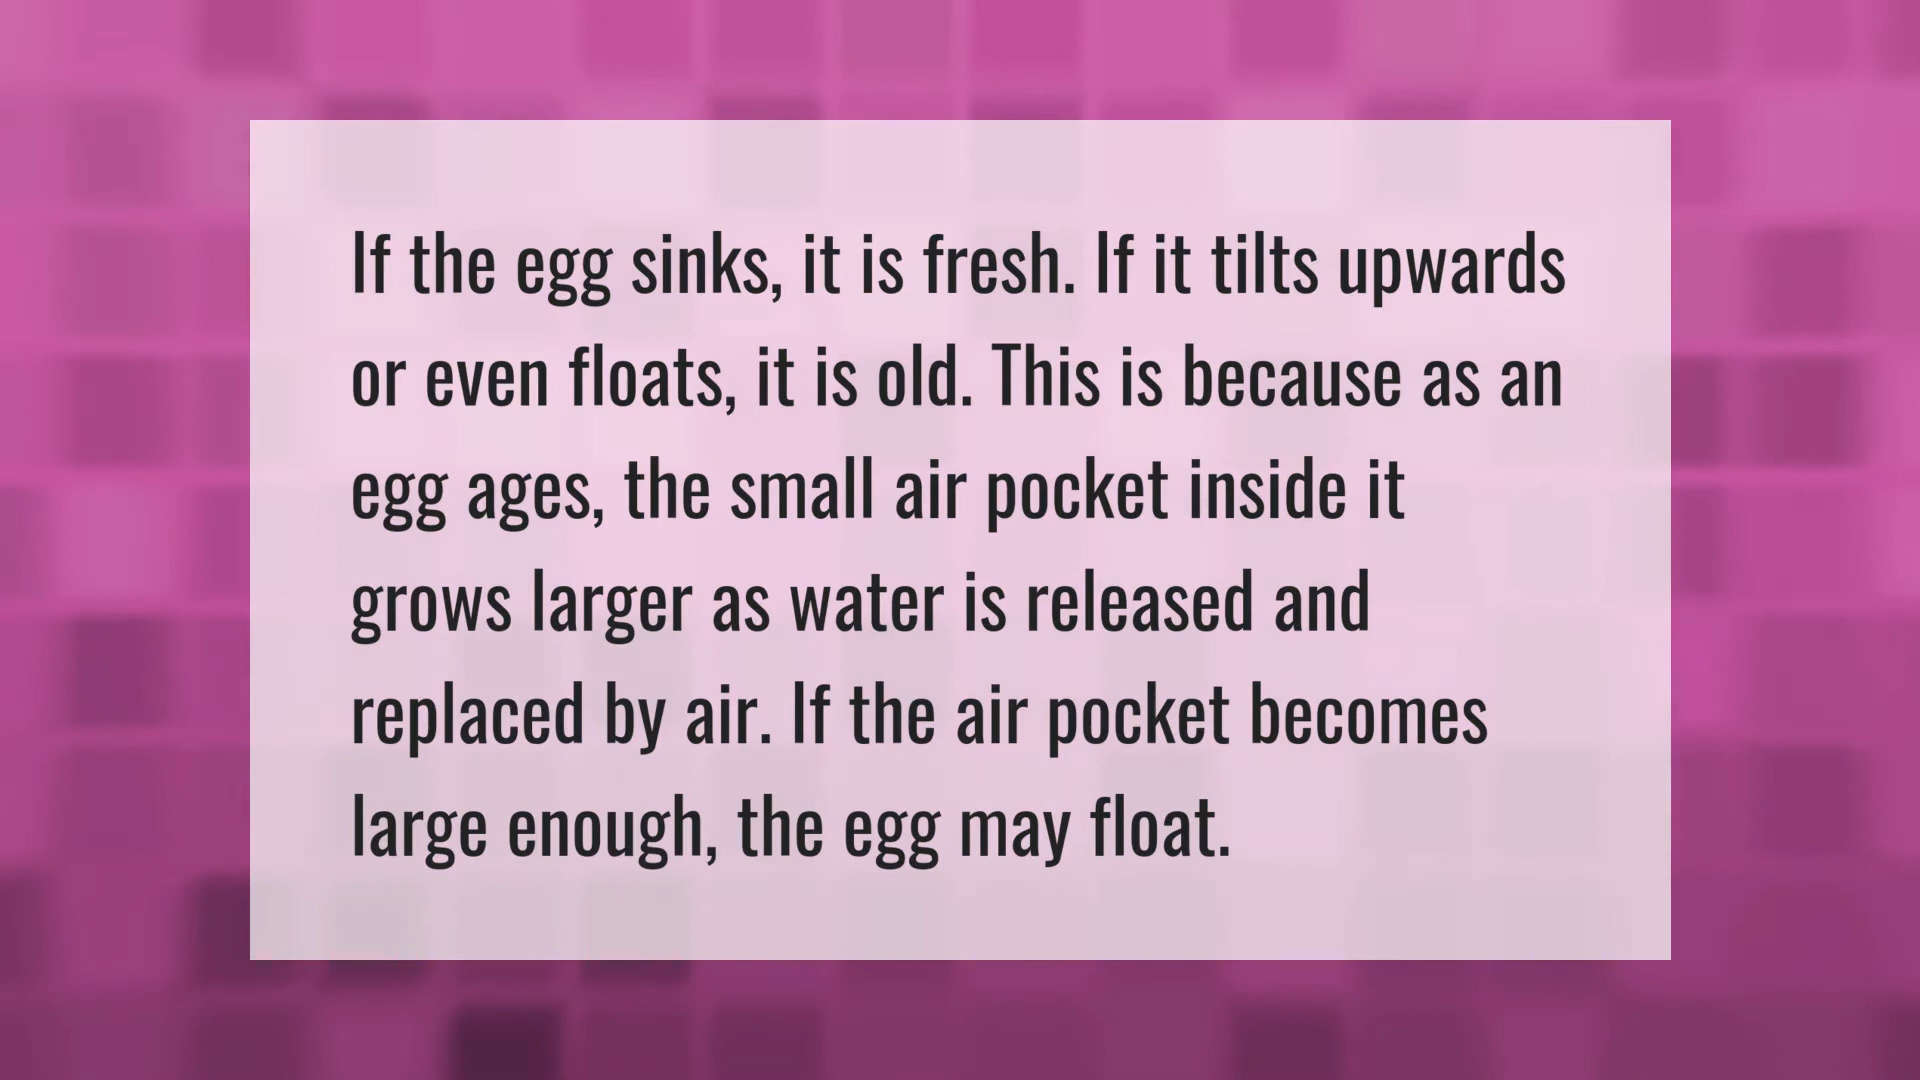 If the egg sinks, it is fresh. If it tilts upwards
or even floats, it is old. This is because as an
egg ages, the small air pocket inside it
grows larger as water is released and
replaced by air. If the air pocket becomes
large enough, the egg may float.